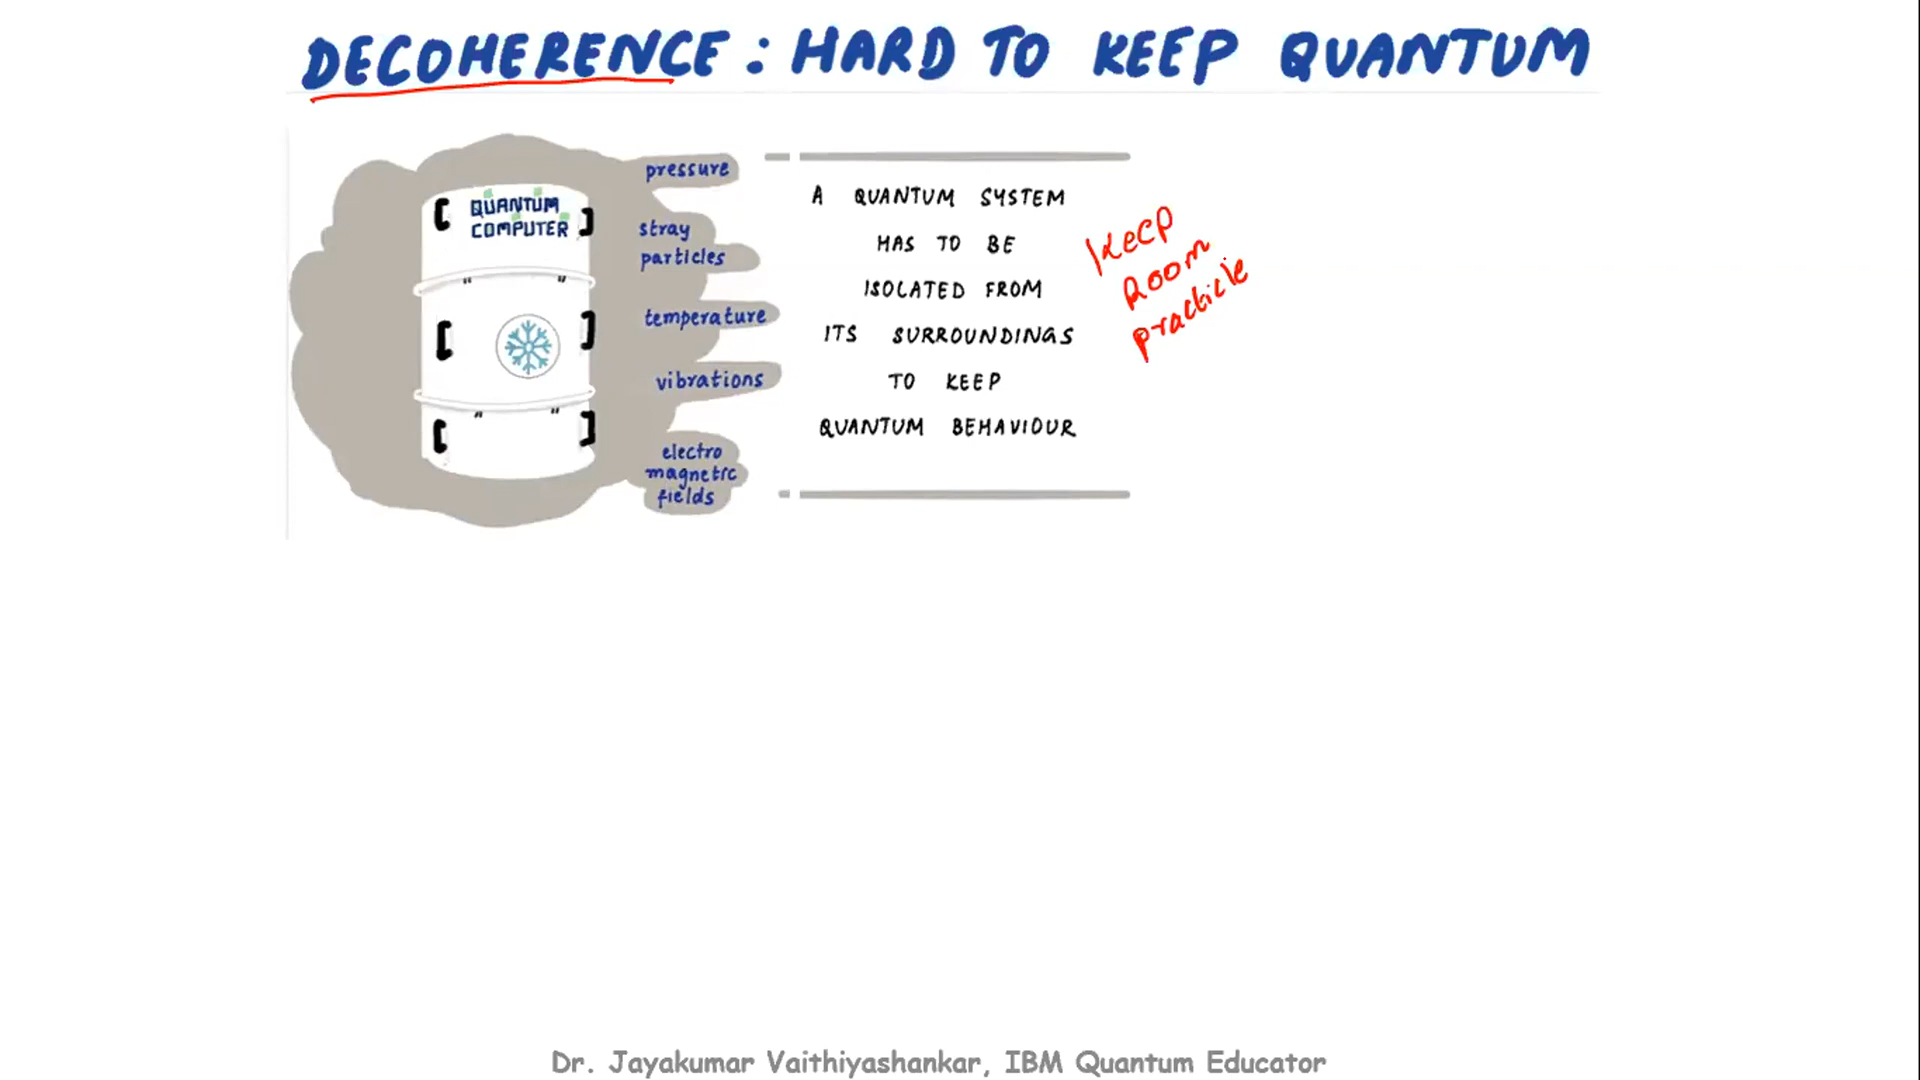 DECOHERENCE : HARD TO KEEP QUANTUM
QUANTUM
COMPUTER
pressure
stray
particles
temperature
vibrations
electro
magnetic
fields
A QUANTUM SYSTEM
HAS TO BE
ISOLATED FROM
ITS SURROUNDINGS
TO KEEP
QUANTUM BEHAVIOUR
Keep
Room
practicle
Dr. Jayakumar Vaithiyashankar, IBM Quantum Educator